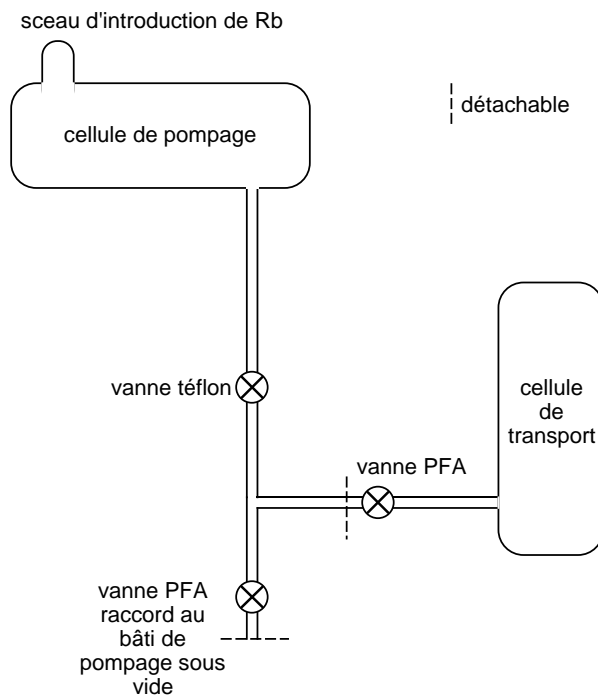 sceau d'introduction de Rb
cellule de pompage
détachable
vanne téflon
cellule
de
transport
vanne PFA
vanne PFA
raccord au
bâti de
pompage sous
vide